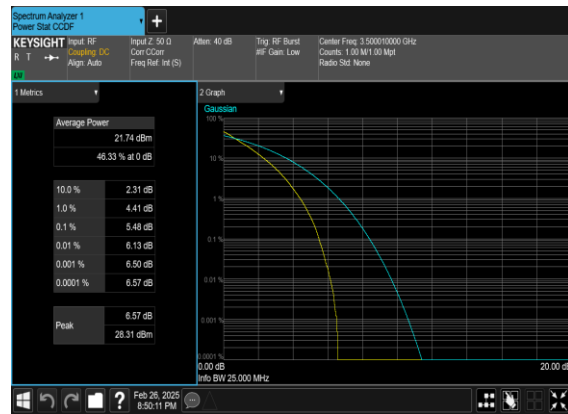 Spectrum Analyzer 1
Power Stat CCDF
+
KEYSIGHT
R T
LW
Input: RF
Coupling: DC
Align: Auto
Input Z: 50 Ω
Corr CCorr
Freq Ref: Int (S)
Atten: 40 dB
Trig: RF Burst
#IF Gain: Low
Center Freq: 3.500010000 GHz
Counts: 1.00 M/1.00 Mpt
Radio Std: None
1 Metrics
Average Power
21.74 dBm
46.33 % at 0 dB
10.0 % 2.31 dB
1.0 % 4.41 dB
0.1 % 5.48 dB
0.01 % 6.13 dB
0.001 % 6.50 dB
0.0001 % 6.57 dB
Peak
6.57 dB
28.31 dBm
2 Graph
Gaussian
100 %
10 %
1 %
0.1 %
0.01 %
0.001 %
0.0001 %
0.00 dB 20.00 dB
Info BW 25.000 MHz
?
Feb 26, 2025
8:50:11 PM